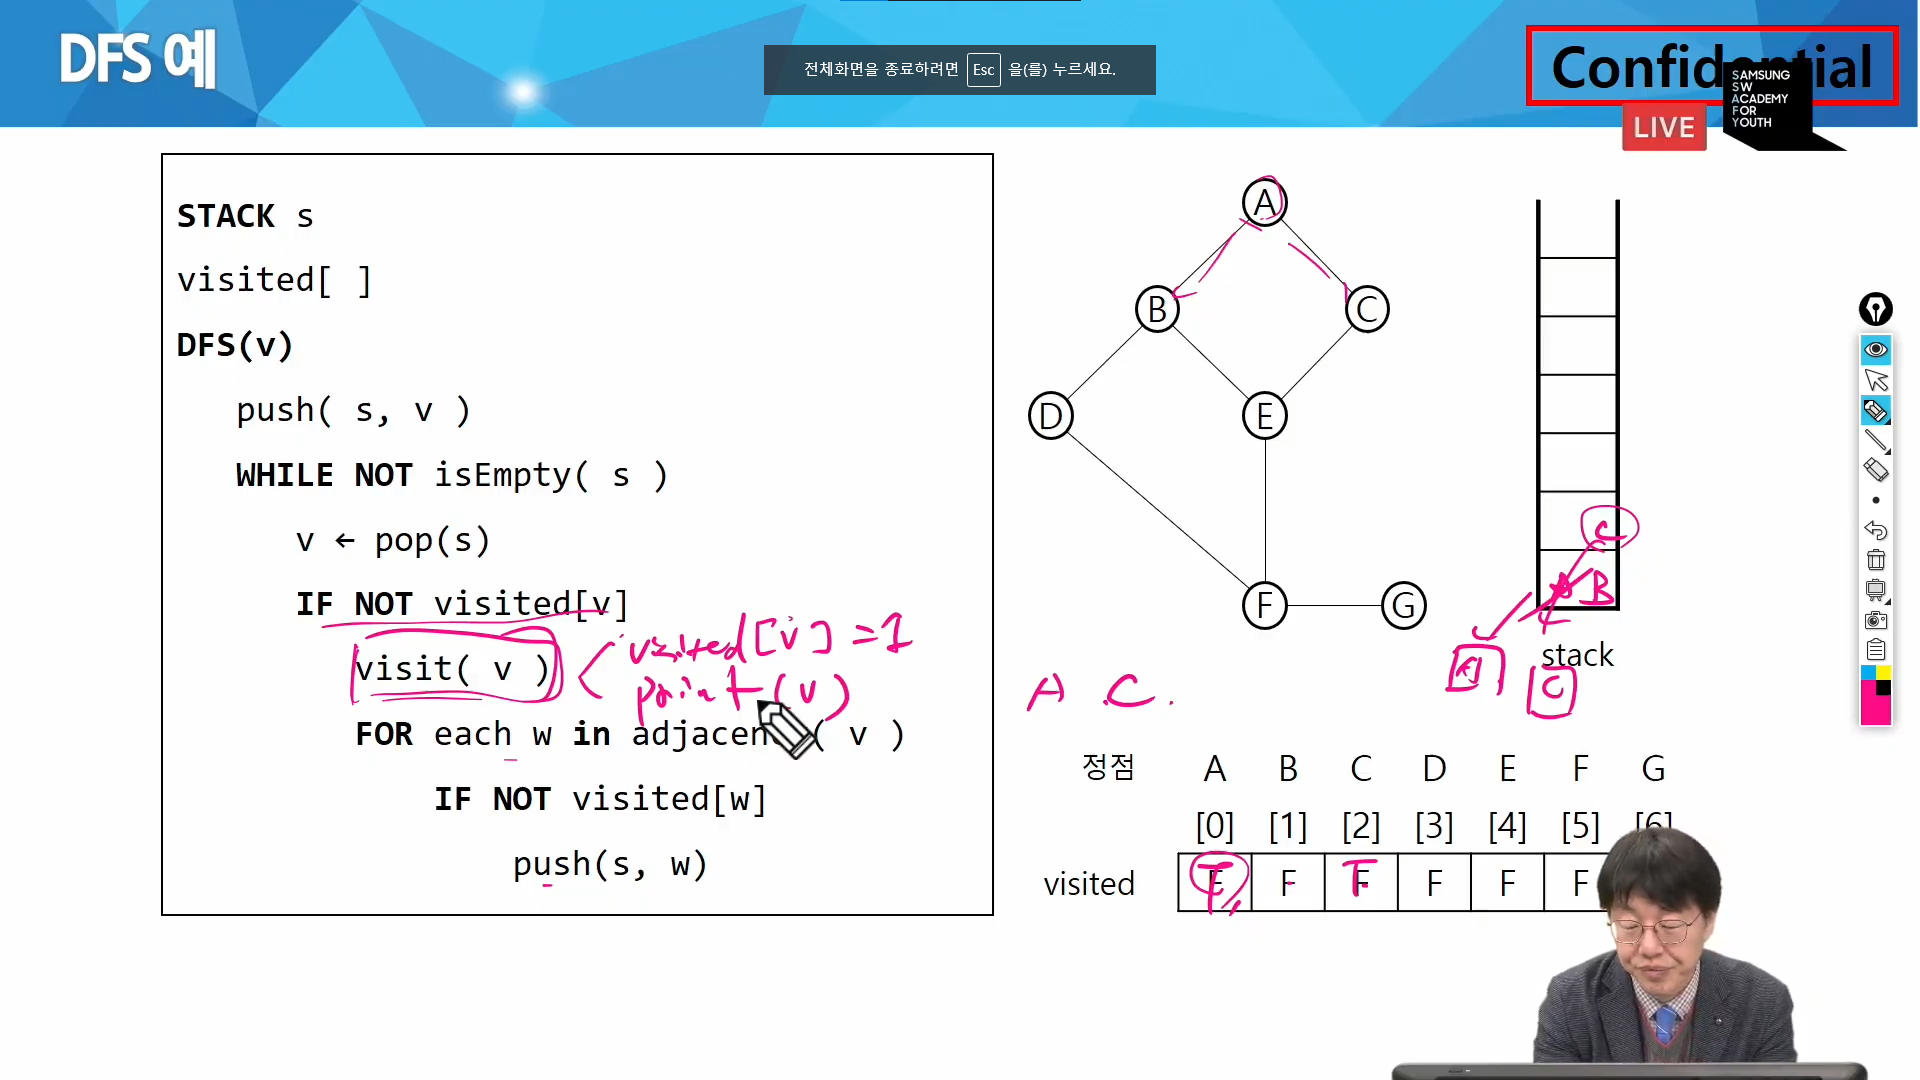 DFS 예
전체화면을 종료하려면 Esc 을(를) 누르세요.
Confidential
SAMSUNG
SW
ACADEMY
FOR
YOUTH
LIVE
STACK s
visited[ ]
DFS(v)
push( s, v )
WHILE NOT isEmpty( s )
v ← pop(s)
IF NOT visited[v]
visit( v )
visited[v] = 1
print(v)
FOR each w in adjacent( v )
IF NOT visited[w]
push(s, w)
A
B C
D E
F G
C
A B
stack
A C
A C.
정점 A B C D E F G
[0] [1] [2] [3] [4] [5] [6]
visited T F T F F F